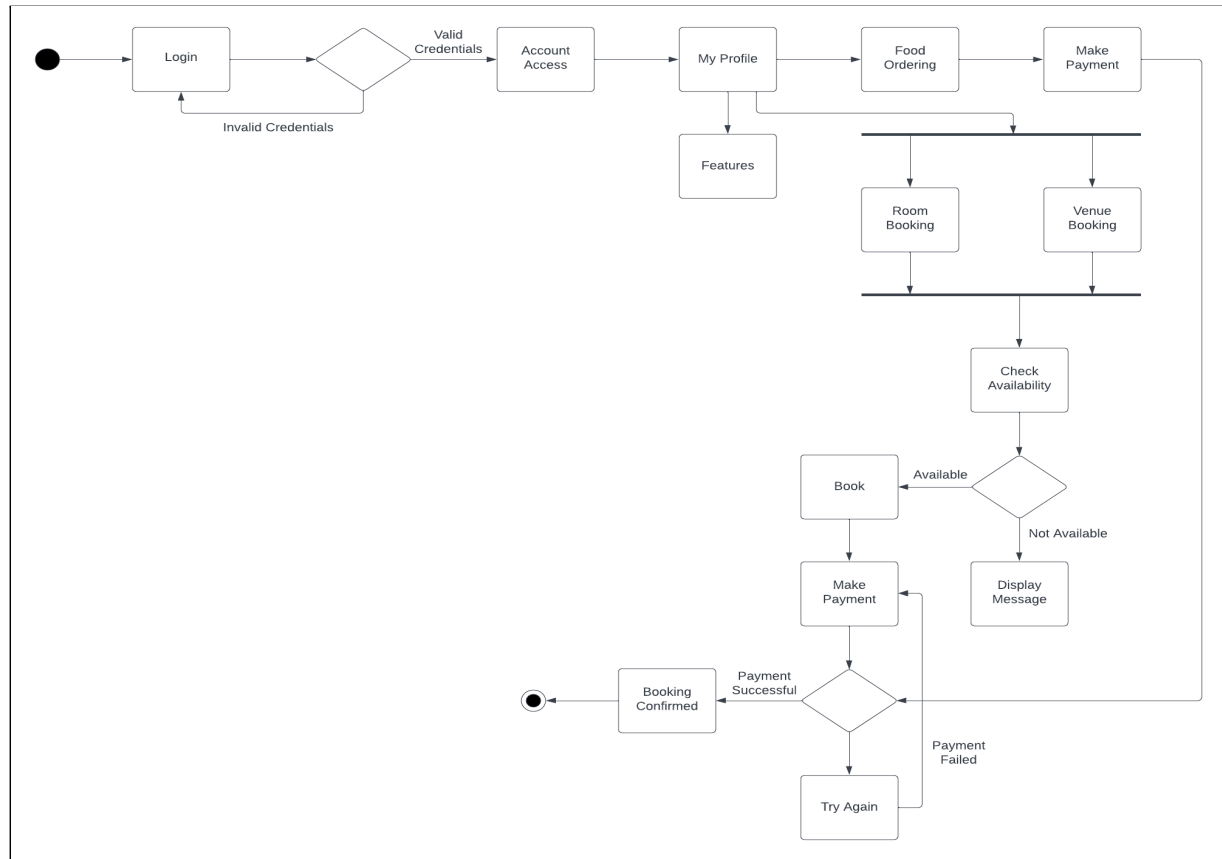 Login
Valid
Credentials
Account
Access
My Profile
Food
Ordering
Make
Payment
Invalid Credentials
Features
Room
Booking
Venue
Booking
Check
Availability
Book
Available
Not Available
Make
Payment
Display
Message
Booking
Confirmed
Payment
Successful
Payment
Failed
Try Again